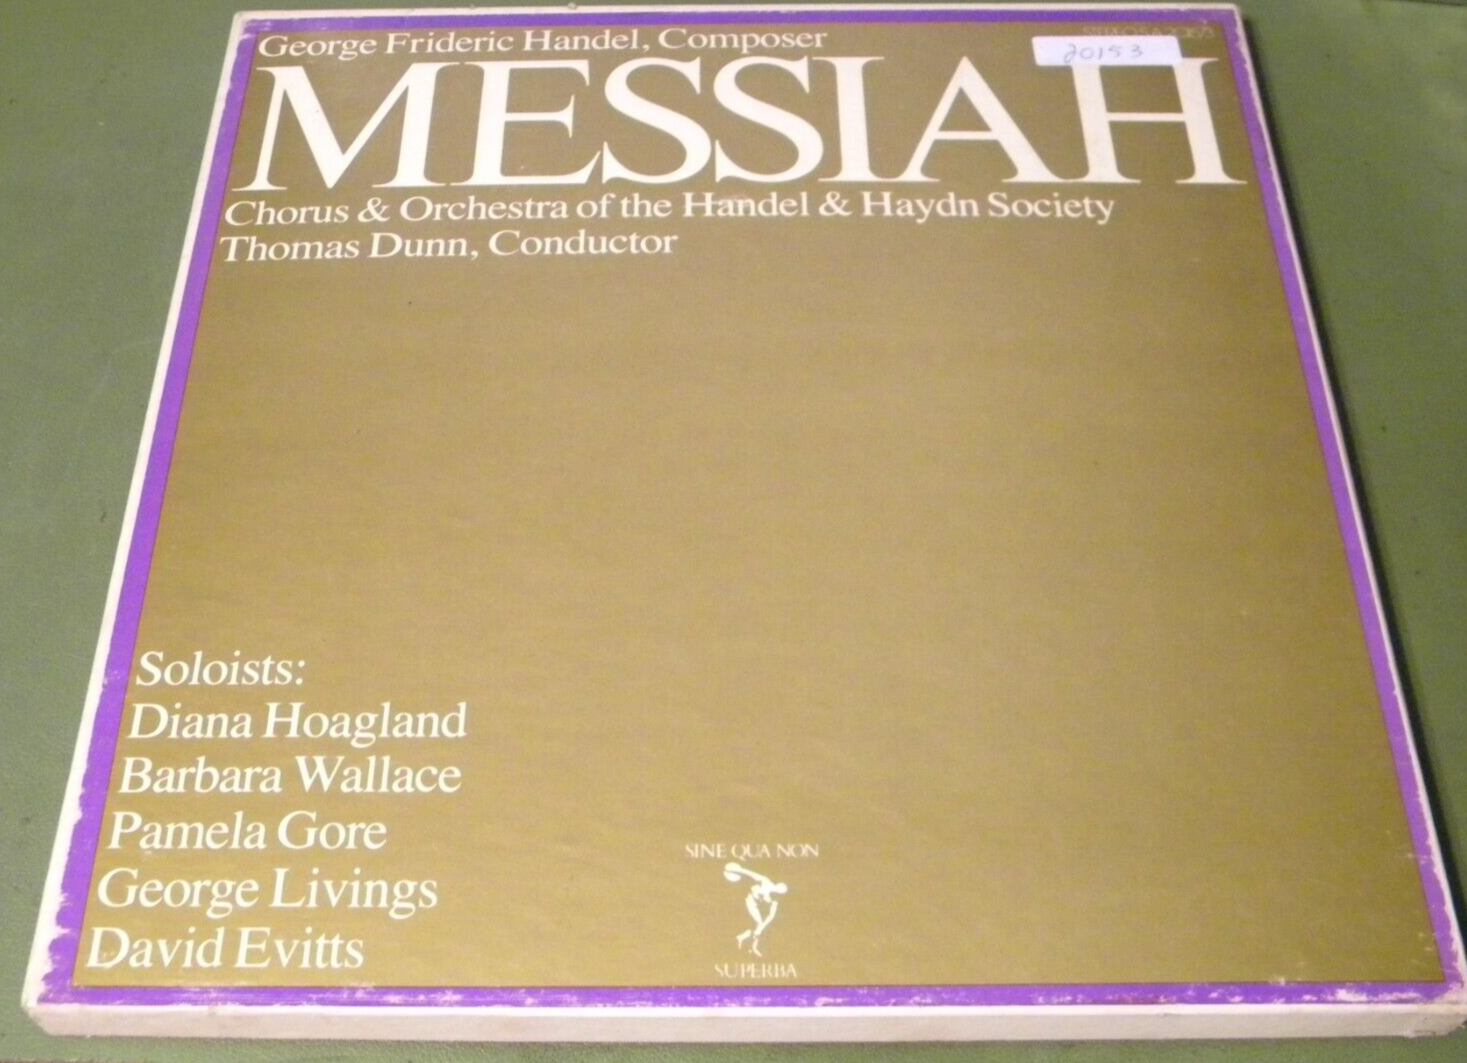 George Frideric Handel, Composer
20153
MESSIAH
Chorus & Orchestra of the Handel & Haydn Society
Thomas Dunn, Conductor
Soloists:
Diana Hoagland
Barbara Wallace
Pamela Gore
George Livings
David Evitts
SINE QUA NON
SUPERBA